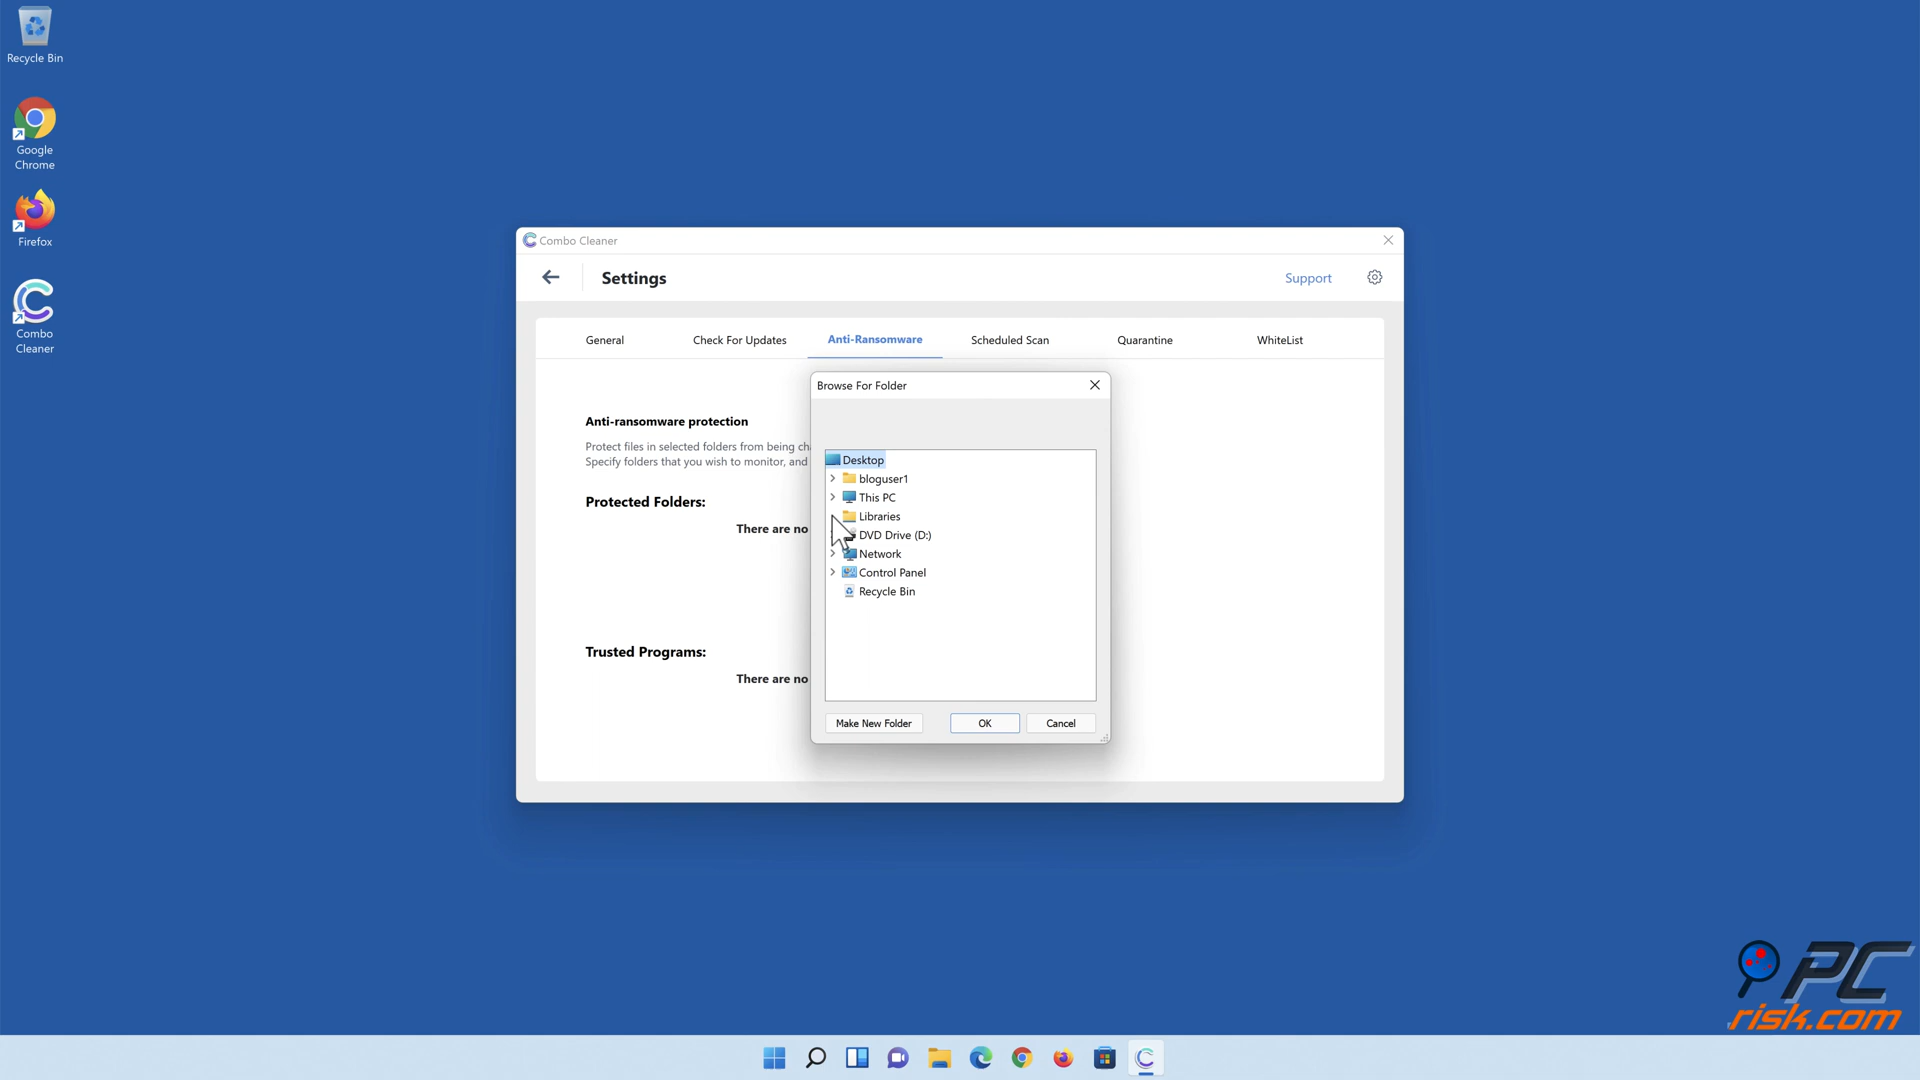 Recycle Bin
Google
Chrome
Firefox
Combo
Cleaner
Combo Cleaner
Settings
Support
General
Check For Updates
Anti-Ransomware
Scheduled Scan
Quarantine
WhiteList
Anti-ransomware protection
Protect files in selected folders from being
Specify folders that you wish to monitor, and
Protected Folders:
There are no
Trusted Programs:
There are no
Browse For Folder
Desktop
bloguser1
This PC
Libraries
DVD Drive (D:)
Network
Control Panel
Recycle Bin
Make New Folder
OK
Cancel
PC
risk.com